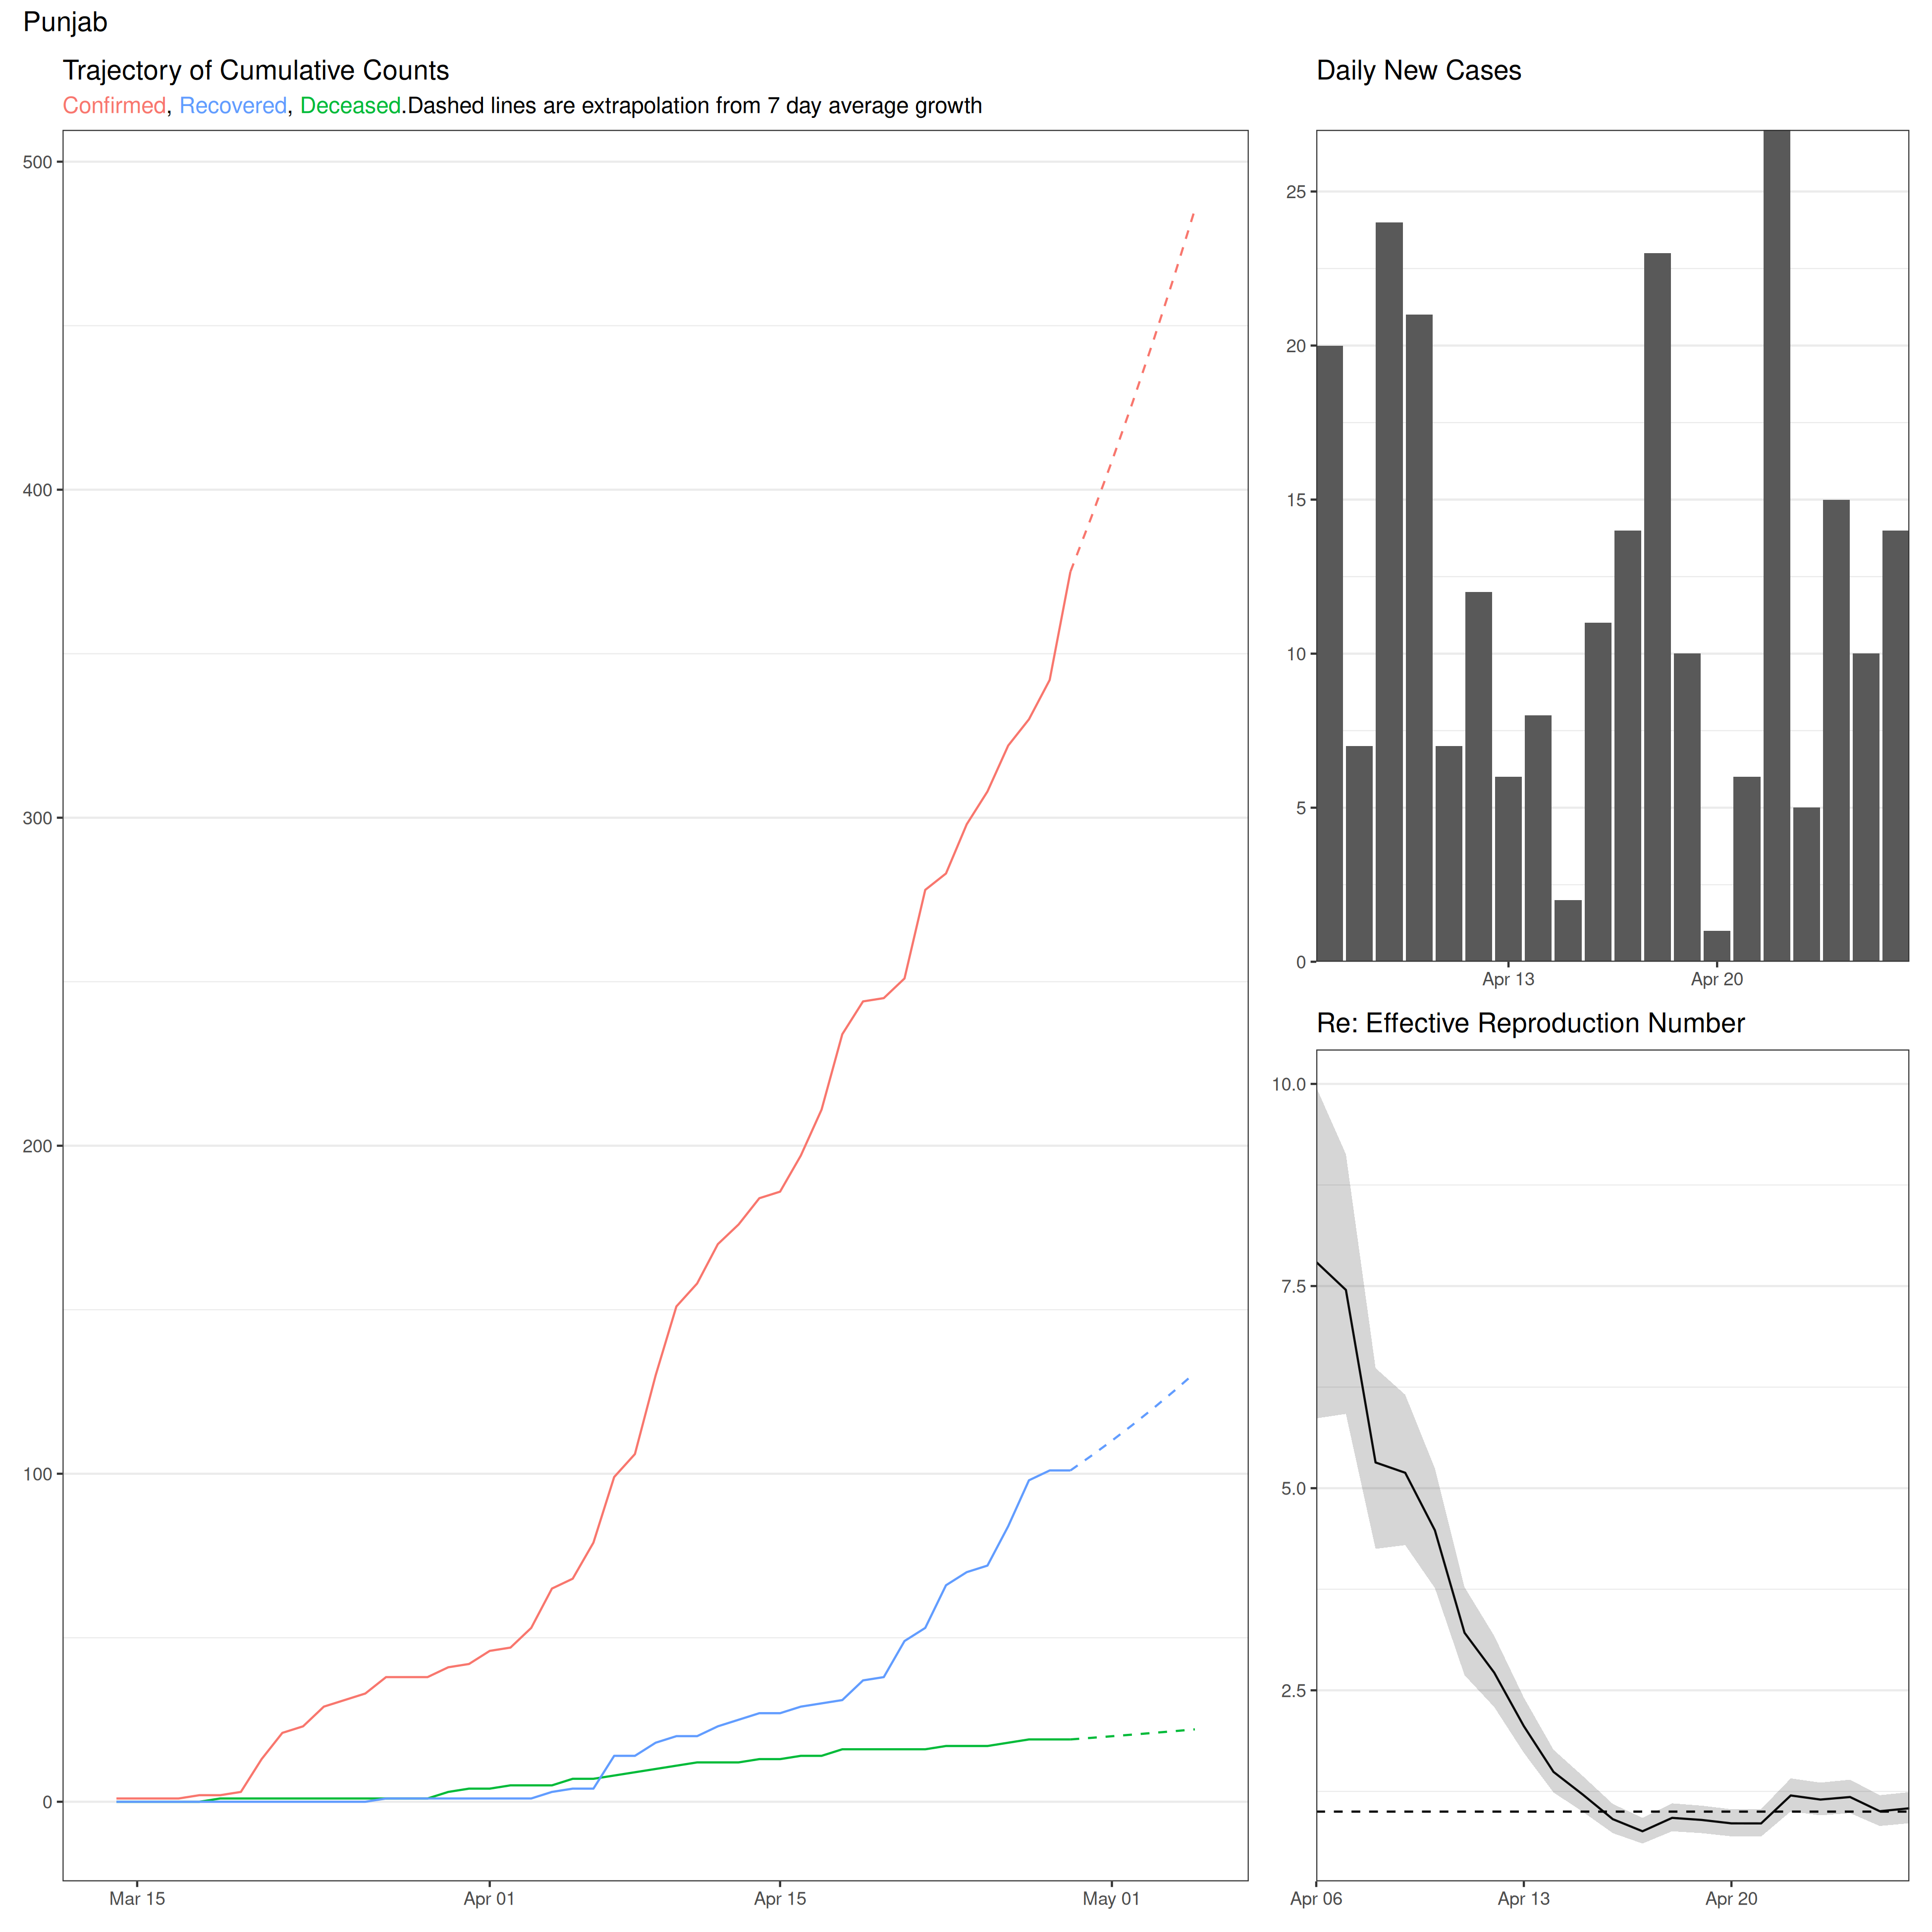 Punjab
Trajectory of Cumulative Counts
Confirmed, Recovered, Deceased.Dashed lines are extrapolation from 7 day average growth
500
400
300
200
100
0
Mar 15 Apr 01 Apr 15 May 01
Daily New Cases
25
20
15
10
5
0
Apr 13 Apr 20
Re: Effective Reproduction Number
10.0
7.5
5.0
2.5
Apr 06 Apr 13 Apr 20